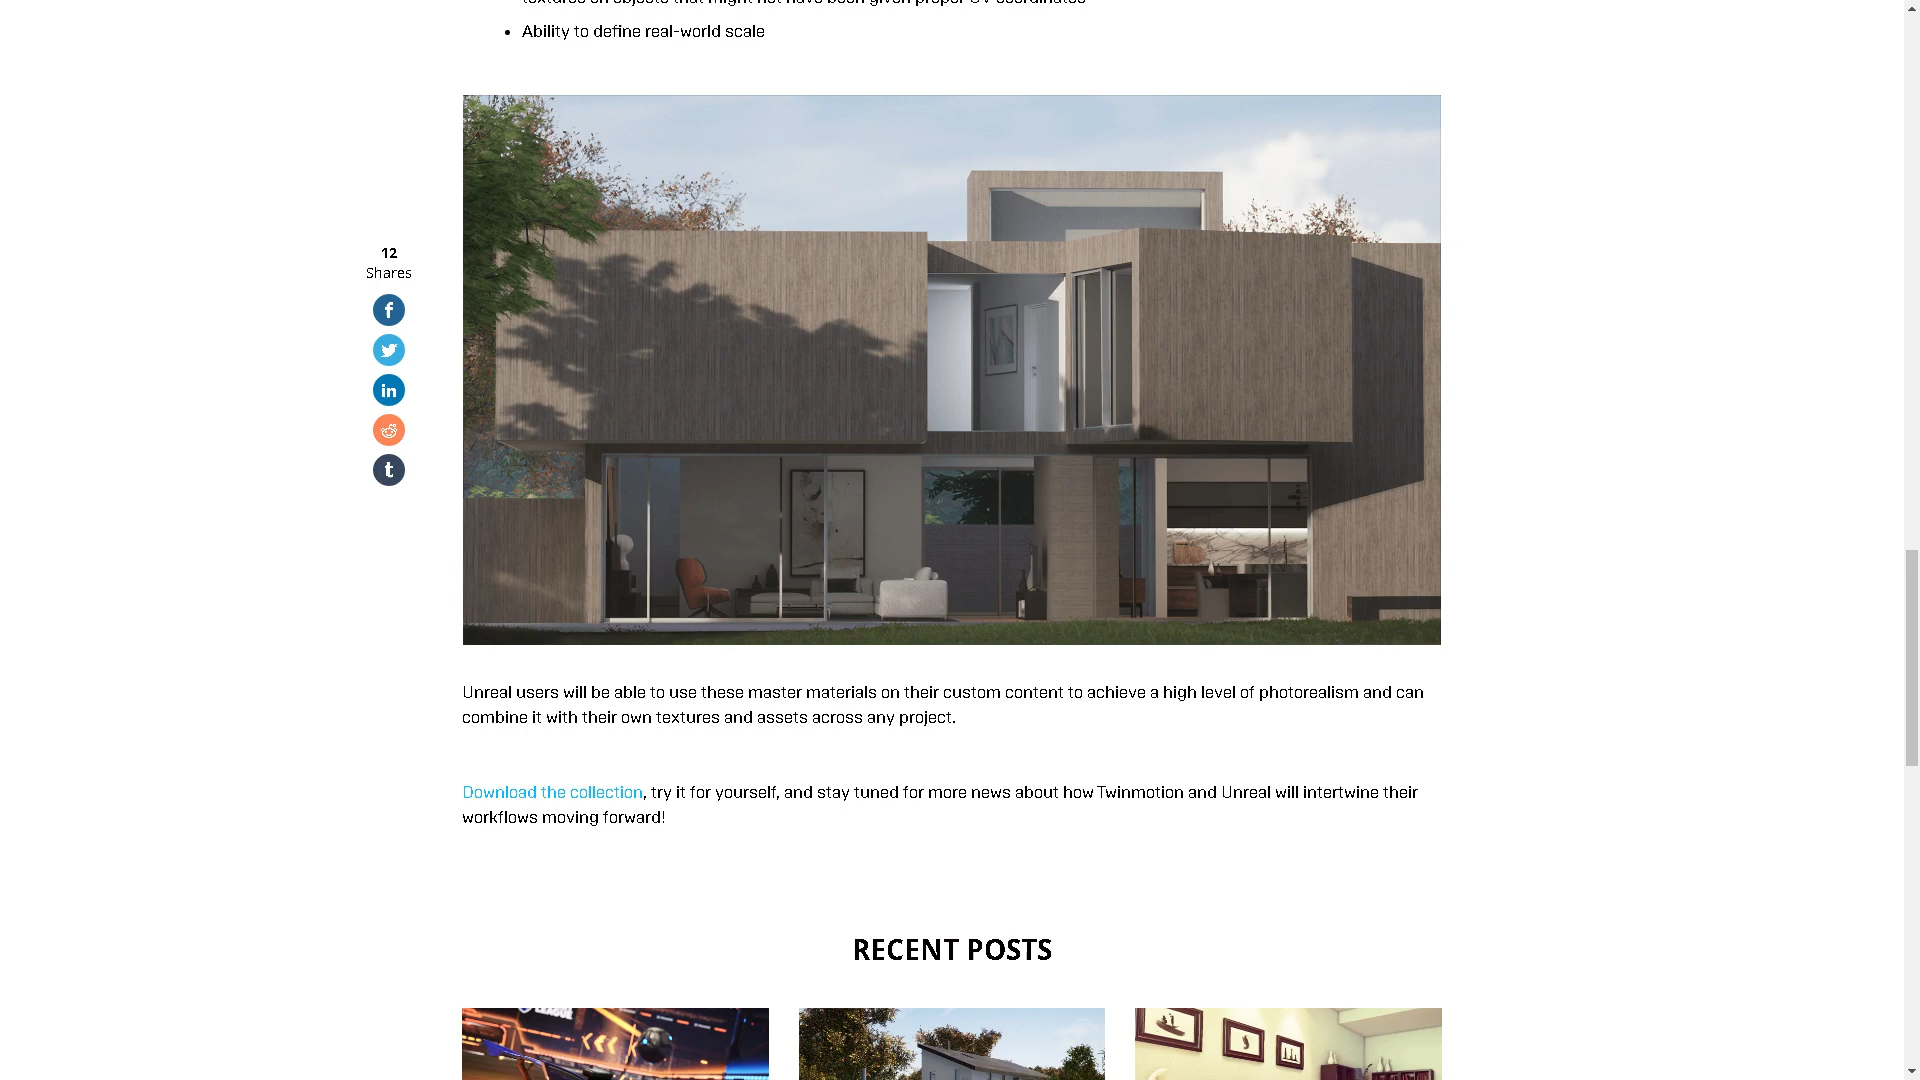 Ability to define real-world scale
12
Shares
Unreal users will be able to use these master materials on their custom content to achieve a high level of photorealism and can
combine it with their own textures and assets across any project.
Download the collection, try it for yourself, and stay tuned for more news about how Twinmotion and Unreal will intertwine their
workflows moving forward!
RECENT POSTS